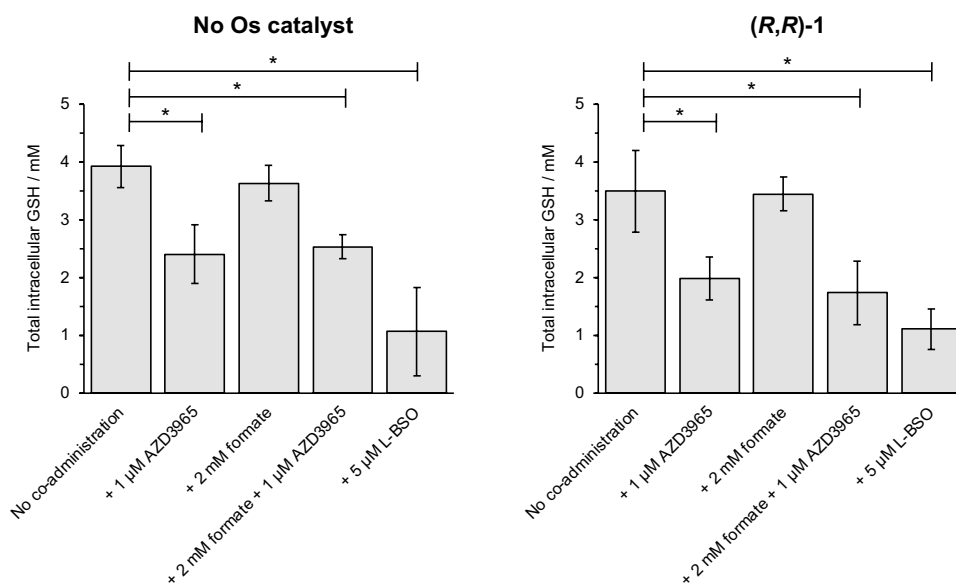 No Os catalyst
*
*
*
Total intracellular GSH / mM
5
4
3
2
1
0
No co-administration
+ 1 µM AZD3965
+ 2 mM formate
+ 2 mM formate + 1 µM AZD3965
+ 5 µM L-BSO
(R,R)-1
*
*
*
Total intracellular GSH / mM
5
4
3
2
1
0
No co-administration
+ 1 µM AZD3965
+ 2 mM formate
+ 2 mM formate + 1 µM AZD3965
+ 5 µM L-BSO